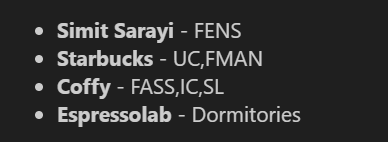 • Simit Sarayi - FENS
• Starbucks - UC,FMAN
• Coffy - FASS,IC,SL
• Espressolab - Dormitories